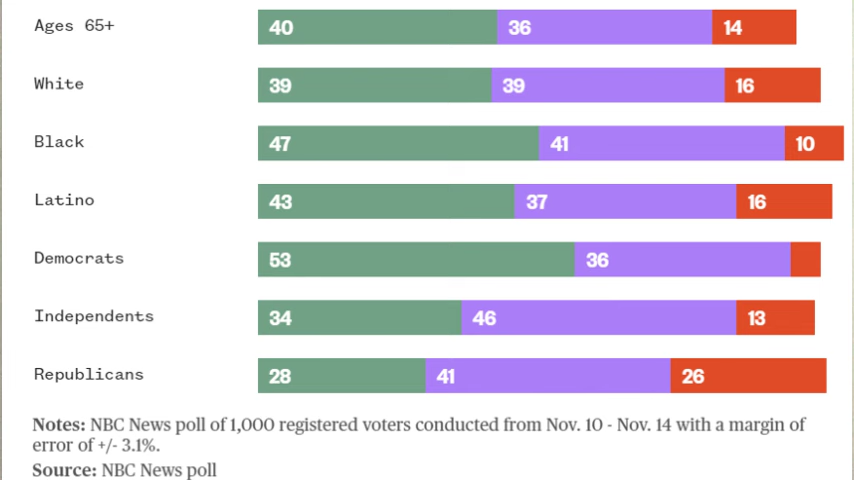 Ages 65+ 40 36 14
White 39 39 16
Black 47 41 10
Latino 43 37 16
Democrats 53 36
Independents 34 46 13
Republicans 28 41 26
Notes: NBC News poll of 1,000 registered voters conducted from Nov. 10 - Nov. 14 with a margin of
error of +/- 3.1%.
Source: NBC News poll